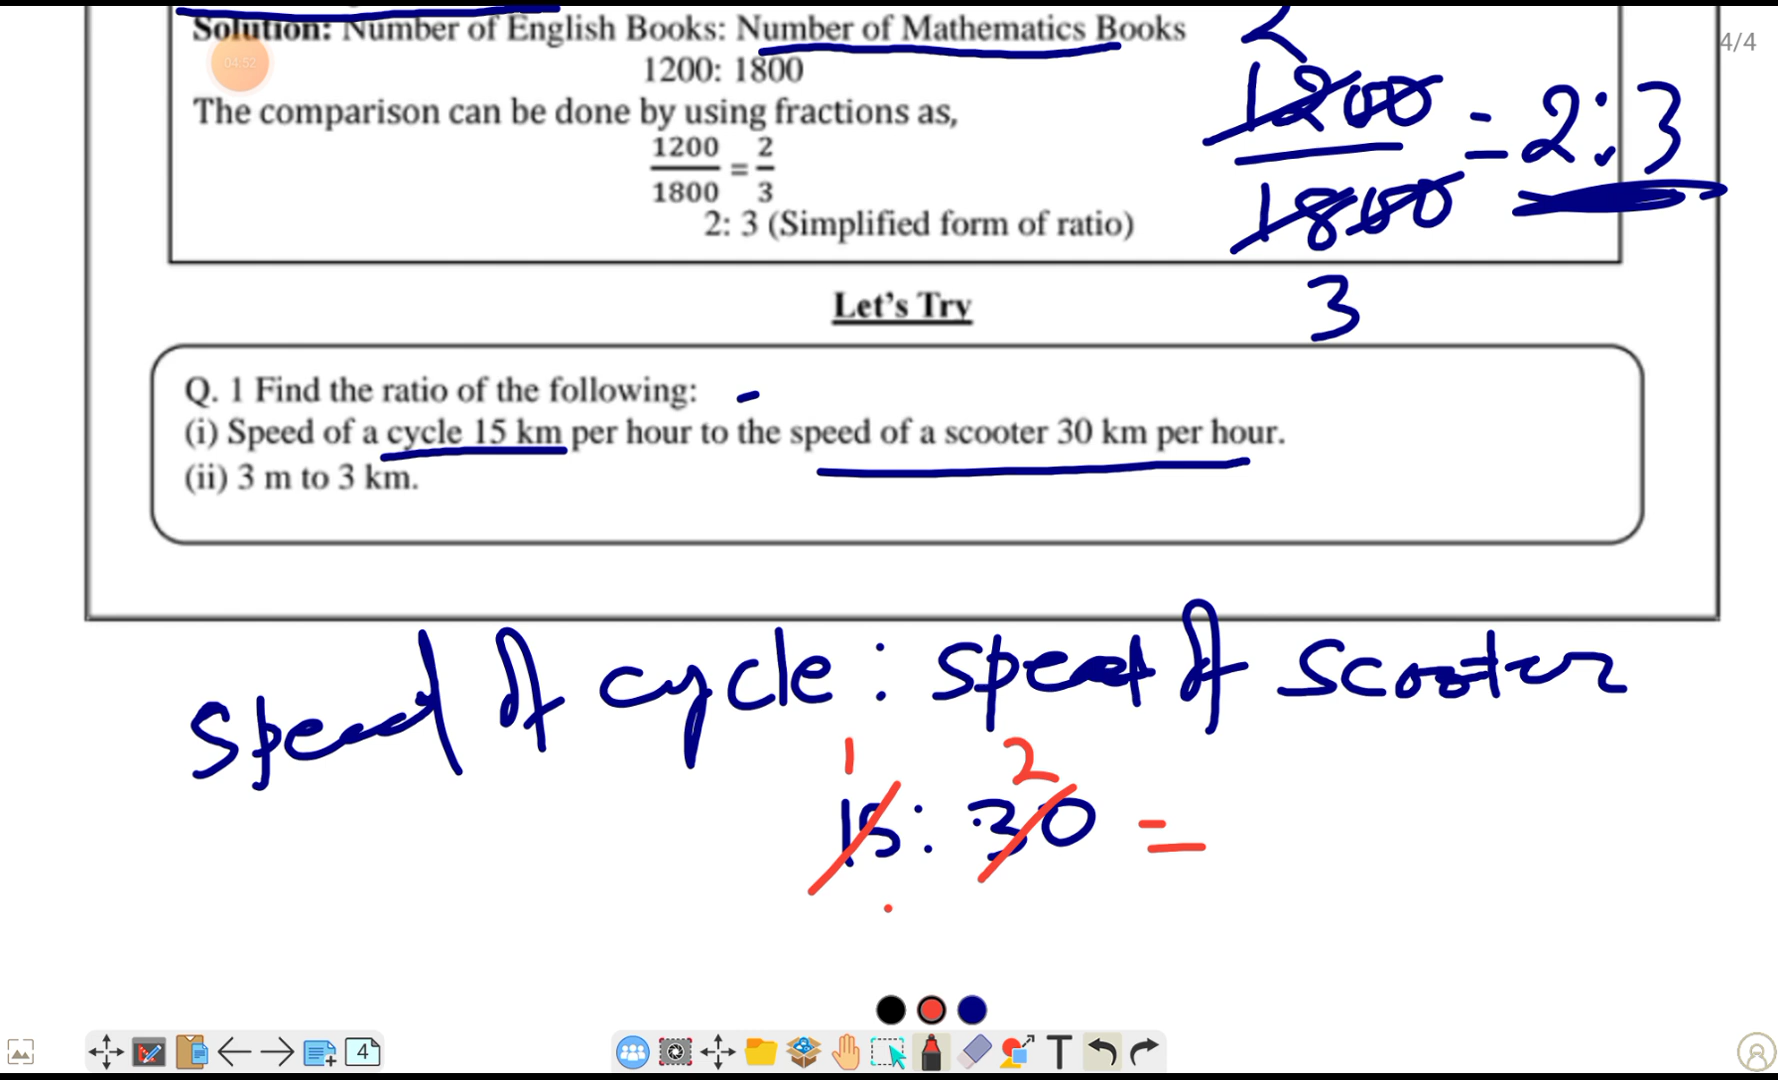 Solution: Number of English Books: Number of Mathematics Books
04:52
1200: 1800
The comparison can be done by using fractions as,
1200/1800 = 2/3
2: 3 (Simplified form of ratio)
2
1200/1800 = 2:3
3
4/4
Let's Try
Q. 1 Find the ratio of the following:
(i) Speed of a cycle 15 km per hour to the speed of a scooter 30 km per hour.
(ii) 3 m to 3 km.
Speed of cycle : speed of scooter
1 2
15 : 30 =
4
T